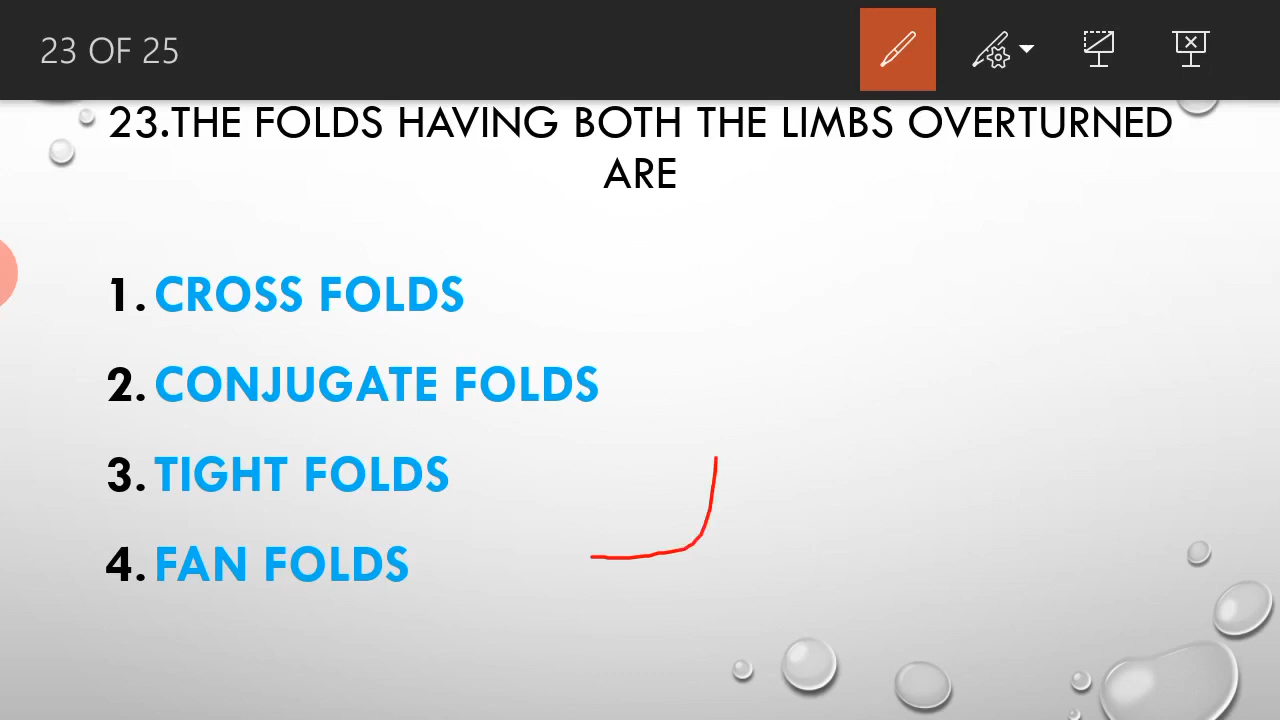 23 OF 25
23.THE FOLDS HAVING BOTH THE LIMBS OVERTURNED
ARE
1. CROSS FOLDS
2. CONJUGATE FOLDS
3. TIGHT FOLDS
4. FAN FOLDS